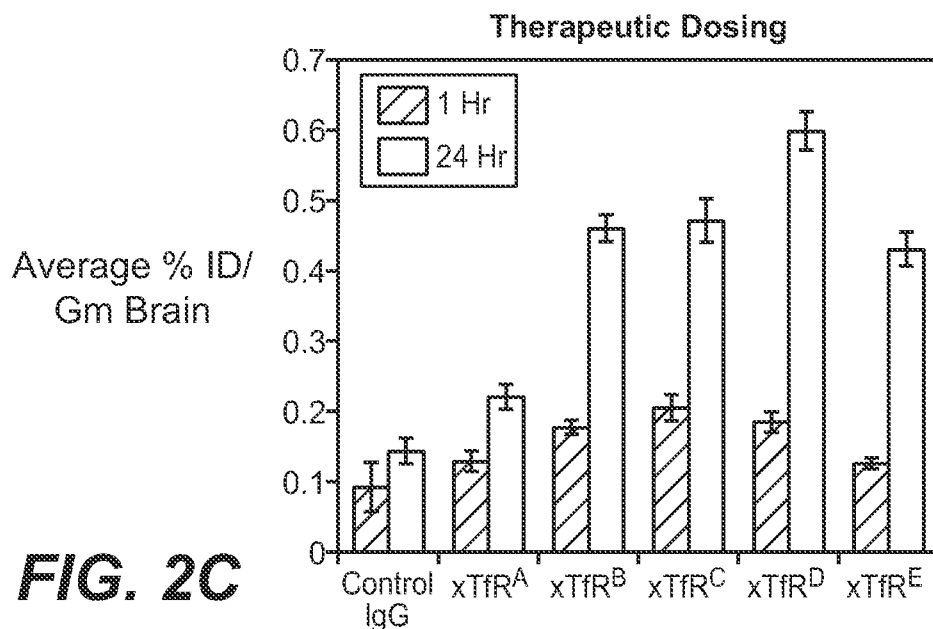 Therapeutic Dosing
0.7
0.6
0.5
0.4
0.3
0.2
0.1
0
1 Hr
24 Hr
Average % ID/
Gm Brain
Control
IgG
xTfR^A
xTfR^B
xTfR^C
xTfR^D
xTfR^E
FIG. 2C